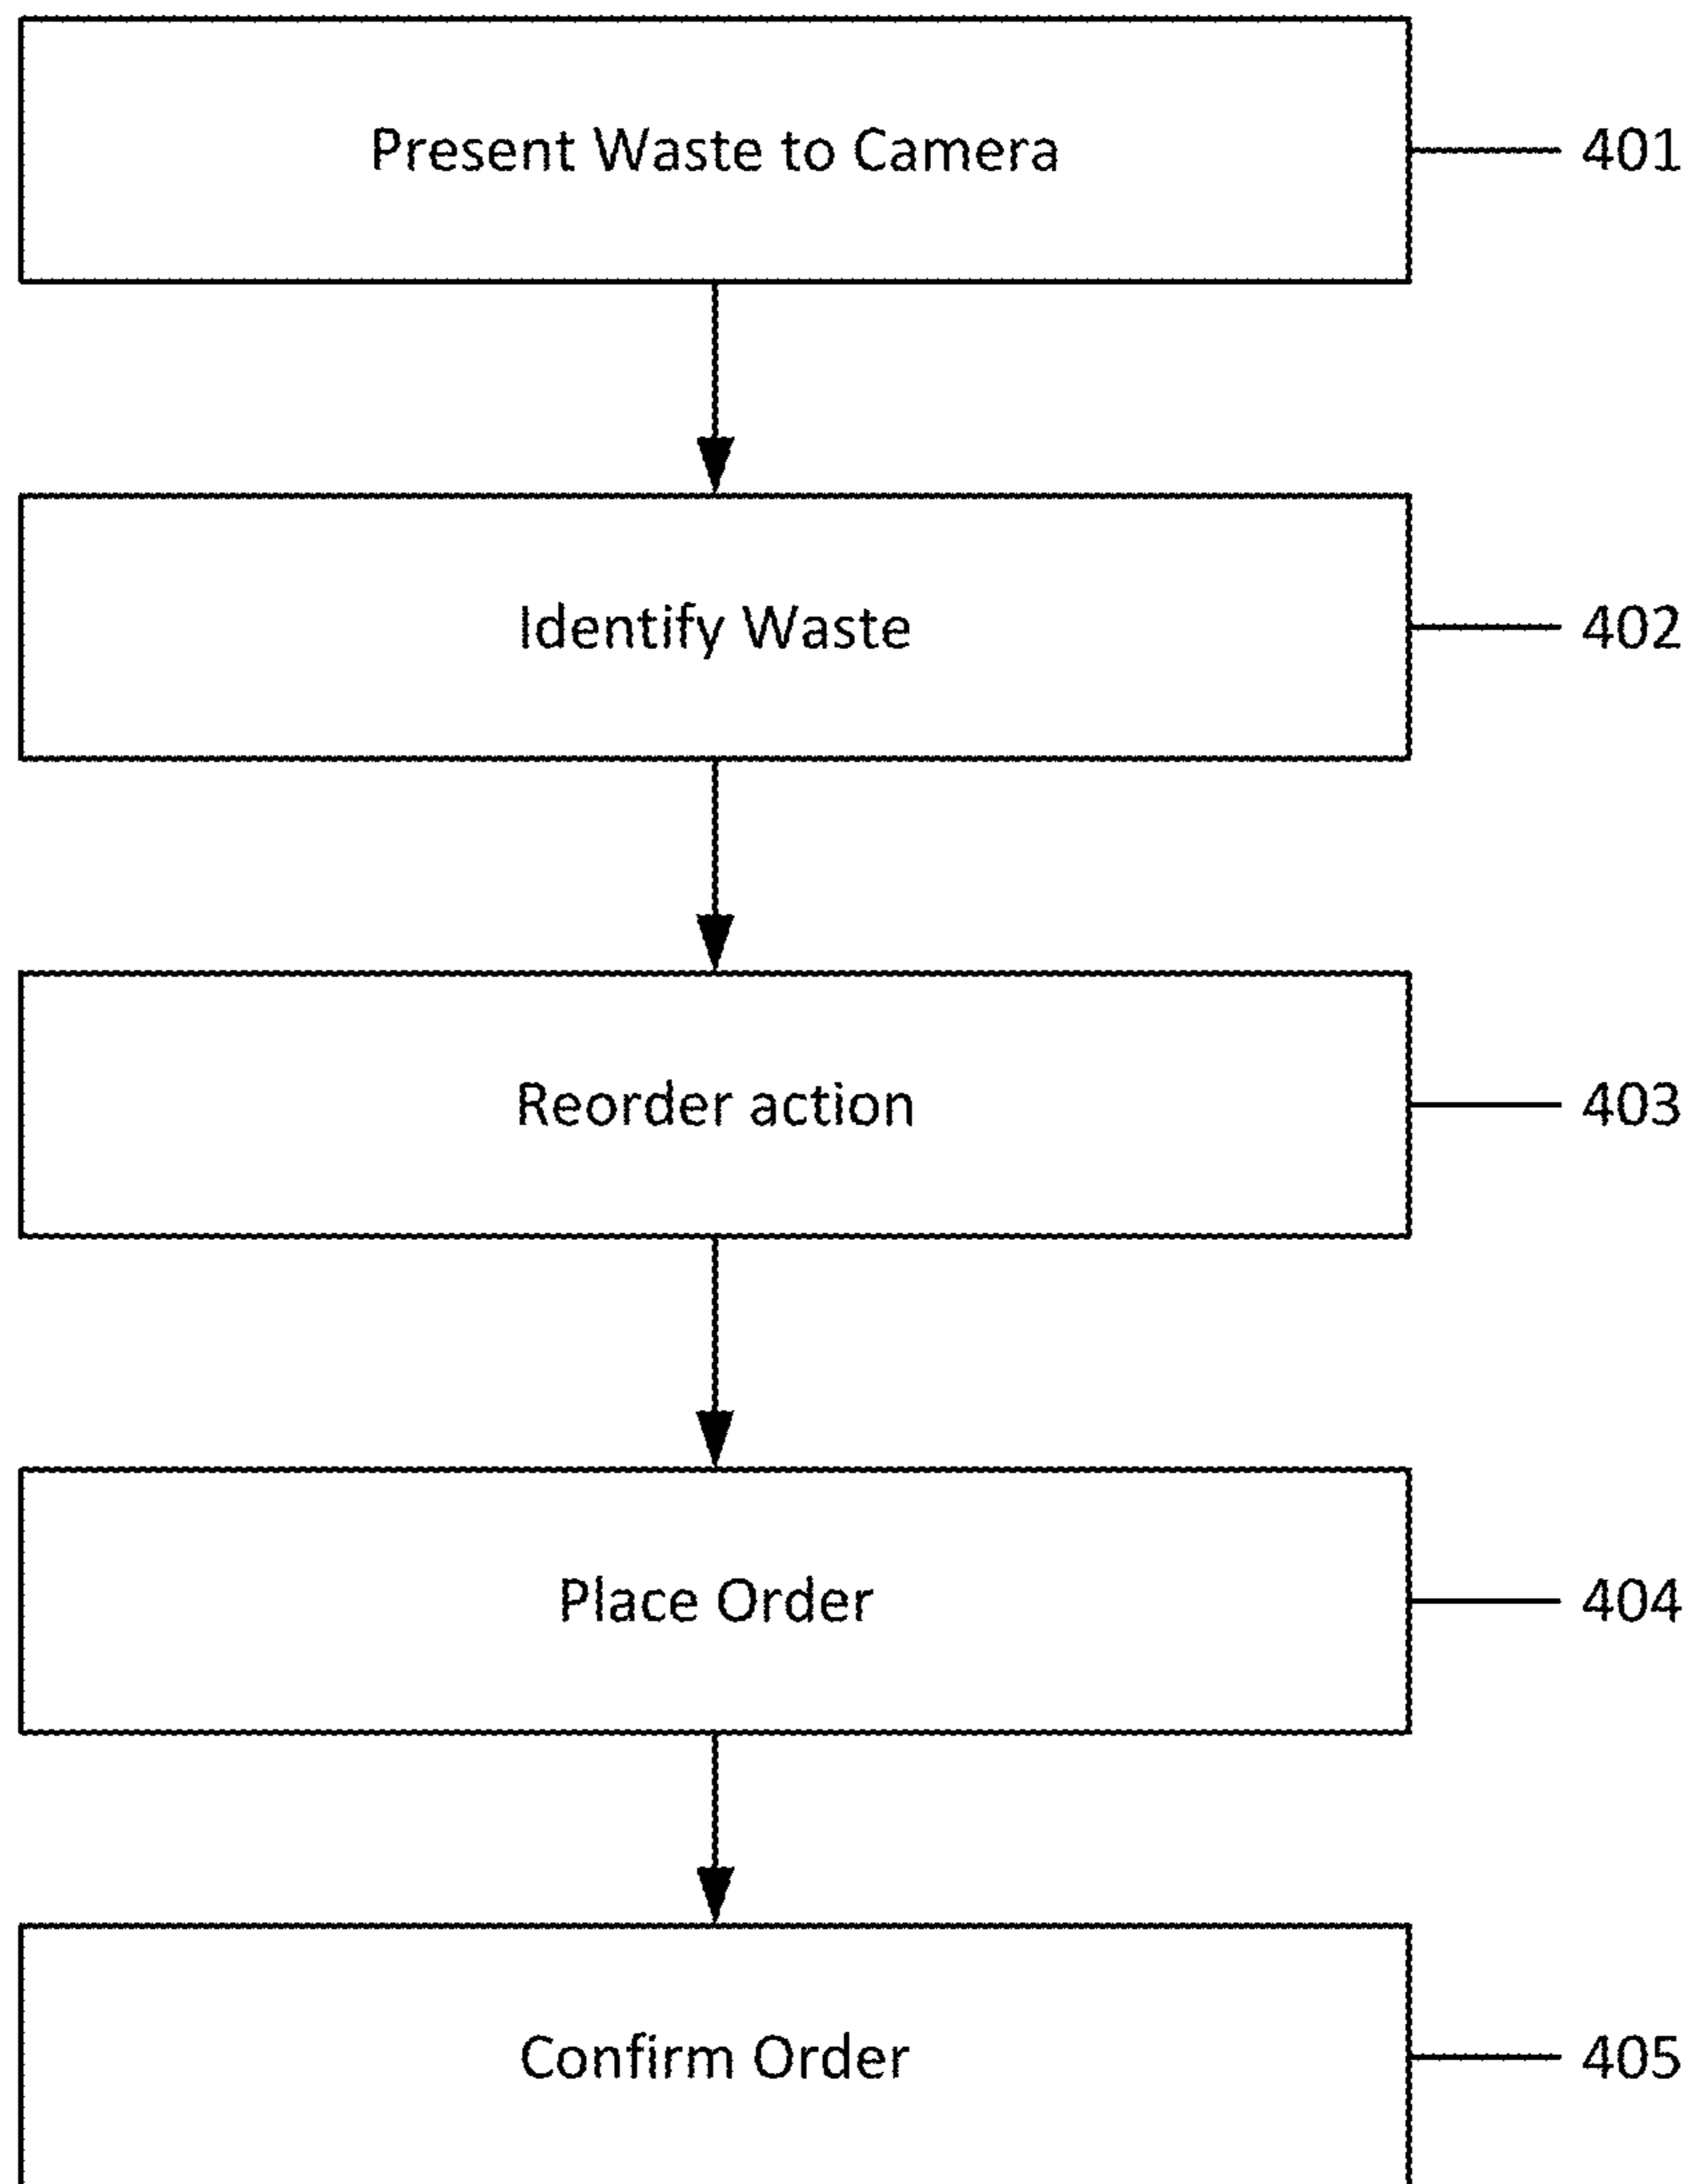 Present Waste to Camera 401
Identify Waste 402
Reorder action 403
Place Order 404
Confirm Order 405